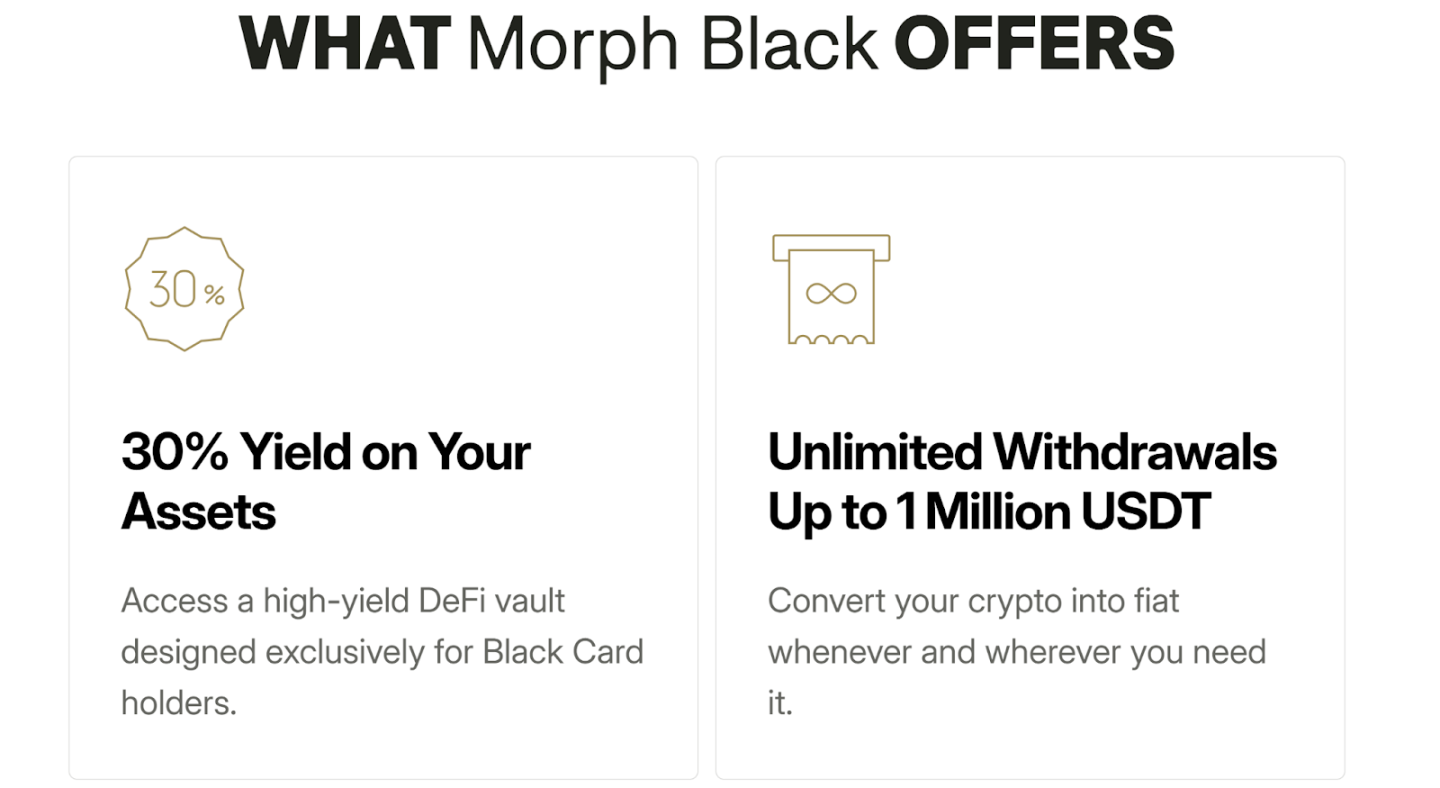 WHAT Morph Black OFFERS
30%
30% Yield on Your
Assets
Access a high-yield DeFi vault
designed exclusively for Black Card
holders.
Unlimited Withdrawals
Up to 1 Million USDT
Convert your crypto into fiat
whenever and wherever you need
it.